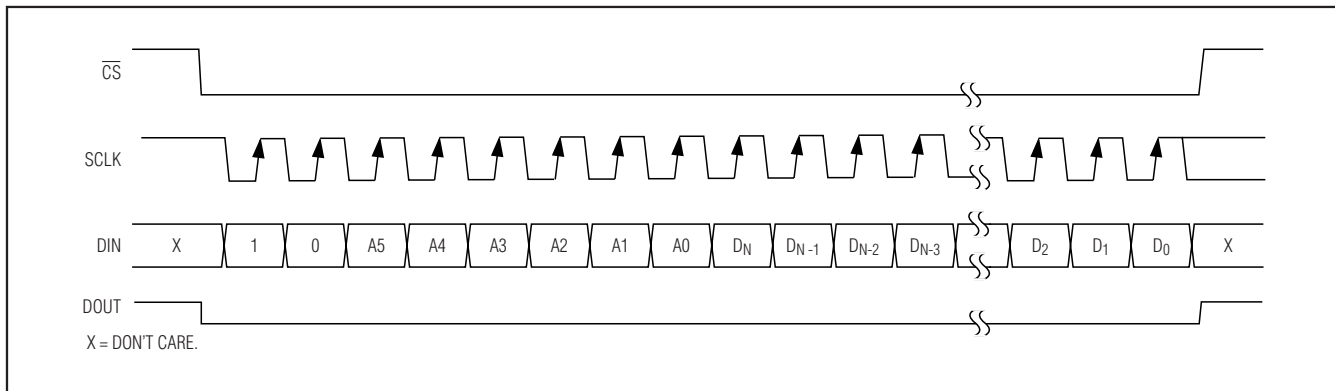 C̅S̅
SCLK
DIN X 1 0 A5 A4 A3 A2 A1 A0 DN DN-1 DN-2 DN-3 D2 D1 D0 X
DOUT
X = DON'T CARE.